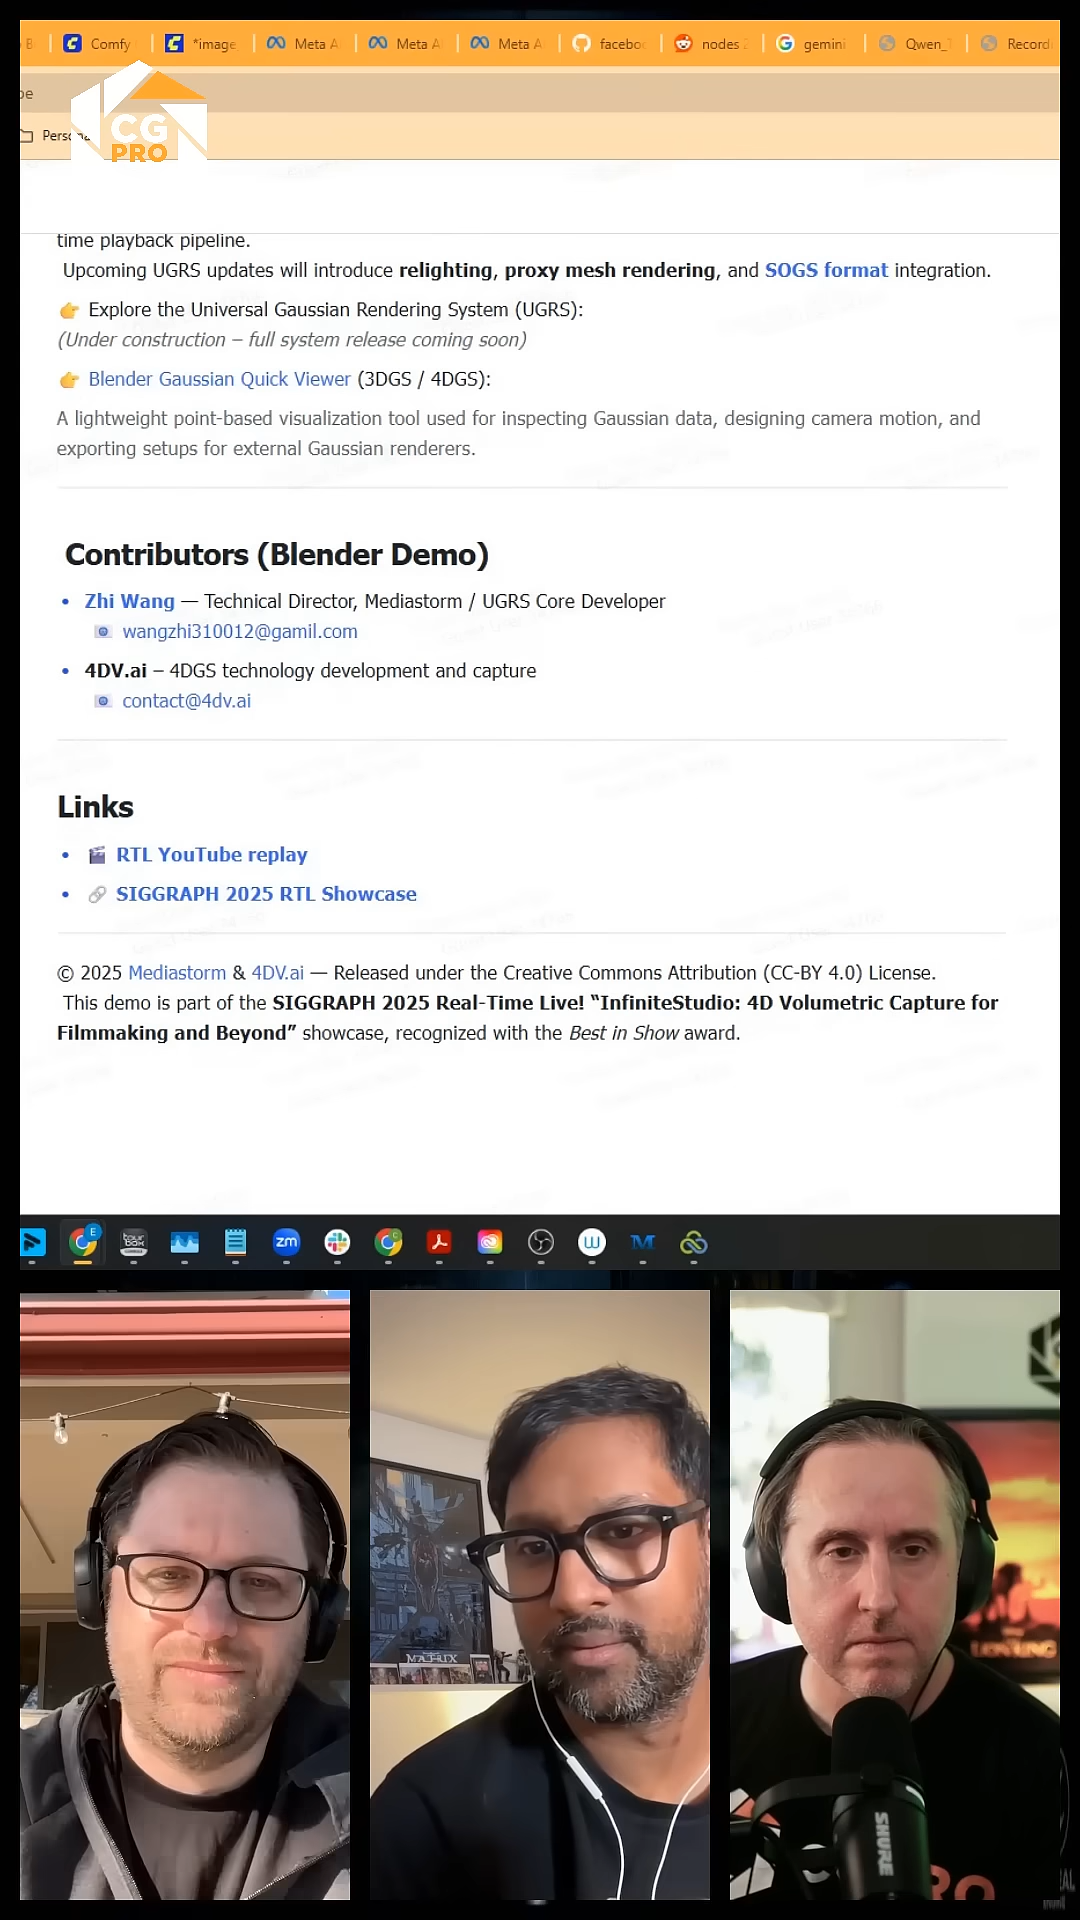 Comfy
*image
Meta A
Meta A
Meta A
facebo
nodes 2
gemini
Qwen_
Record
CG
PRO
time playback pipeline.
Upcoming UGRS updates will introduce relighting, proxy mesh rendering, and SOGS format integration.
👉 Explore the Universal Gaussian Rendering System (UGRS):
(Under construction – full system release coming soon)
👉 Blender Gaussian Quick Viewer (3DGS / 4DGS):
A lightweight point-based visualization tool used for inspecting Gaussian data, designing camera motion, and
exporting setups for external Gaussian renderers.
Contributors (Blender Demo)
• Zhi Wang — Technical Director, Mediastorm / UGRS Core Developer
📧 wangzhi310012@gamil.com
• 4DV.ai – 4DGS technology development and capture
📧 contact@4dv.ai
Links
• 🎬 RTL YouTube replay
• 🔗 SIGGRAPH 2025 RTL Showcase
© 2025 Mediastorm & 4DV.ai — Released under the Creative Commons Attribution (CC-BY 4.0) License.
This demo is part of the SIGGRAPH 2025 Real-Time Live! “InfiniteStudio: 4D Volumetric Capture for
Filmmaking and Beyond” showcase, recognized with the Best in Show award.
tour
box
zm
MATRIX
LION KING
SHURE
RO